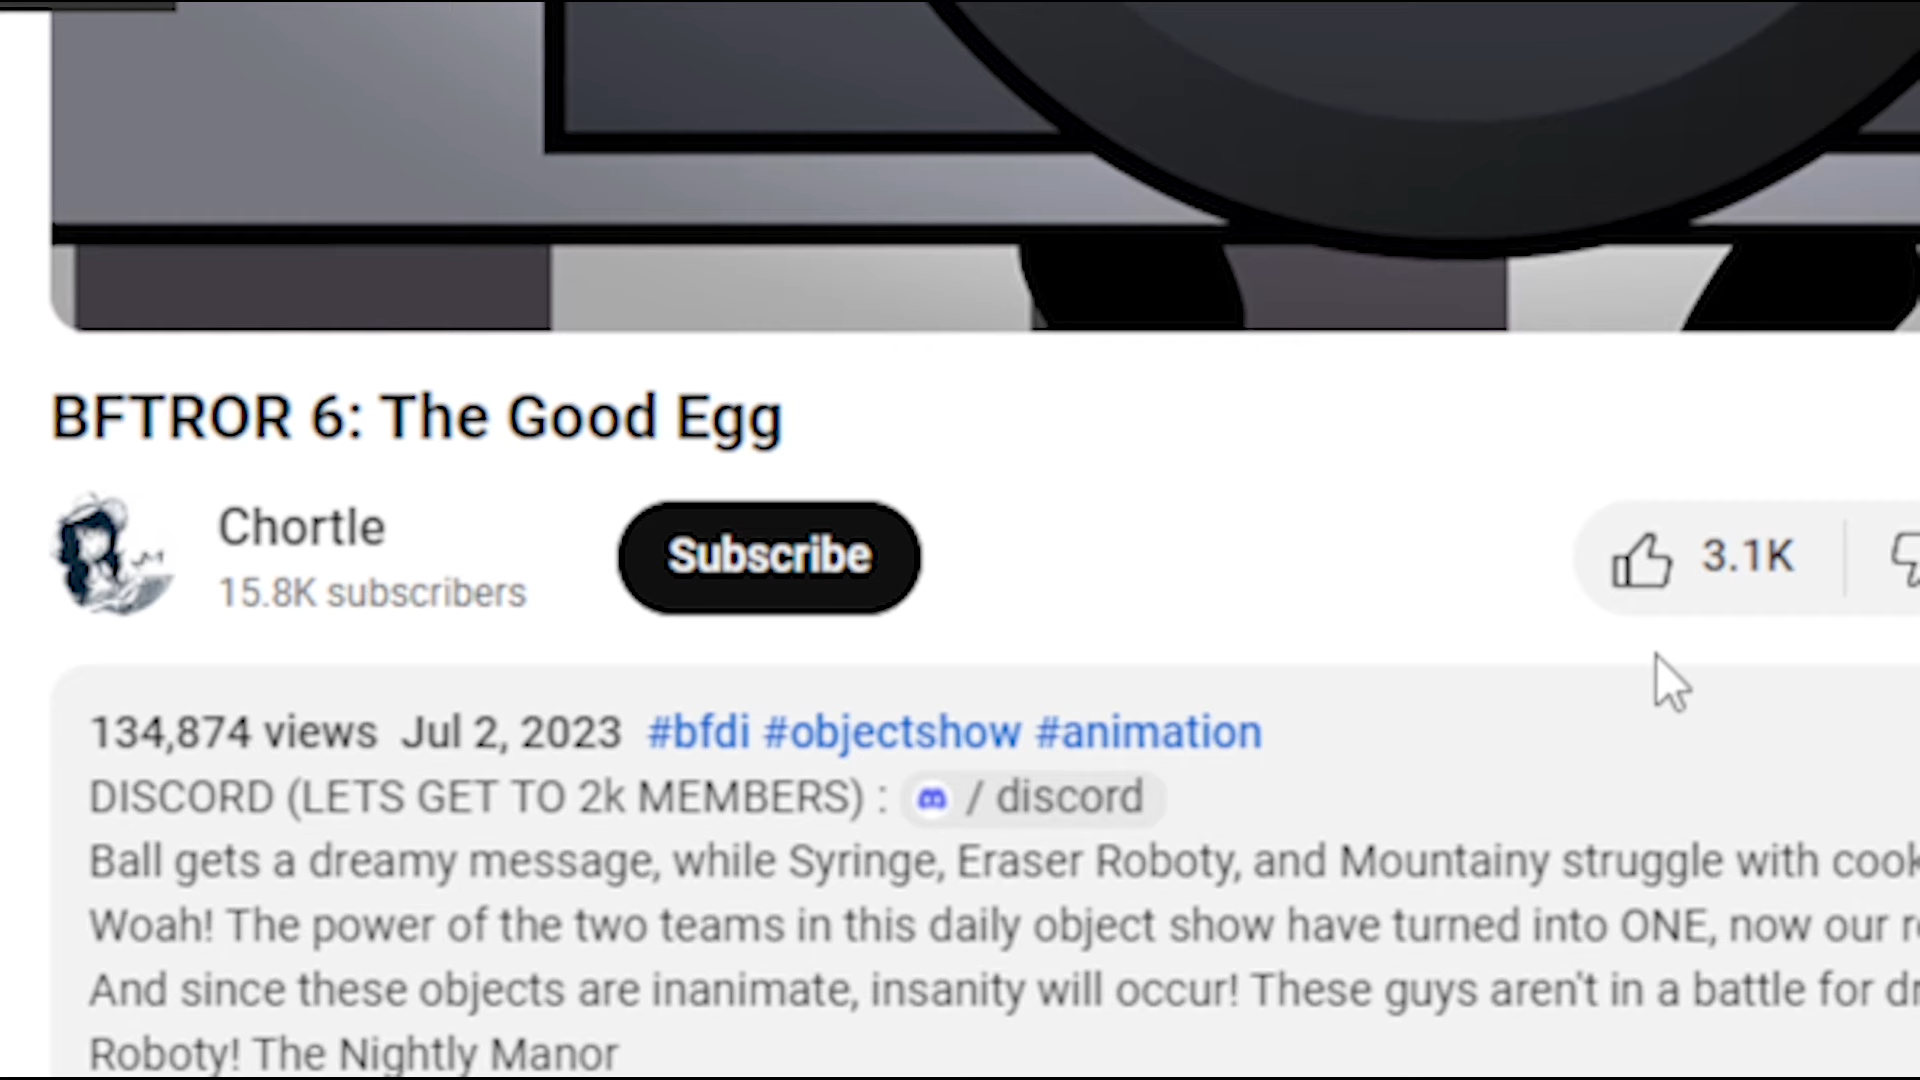 BFTROR 6: The Good Egg
Chortle
15.8K subscribers
Subscribe
3.1K
134,874 views Jul 2, 2023 #bfdi #objectshow #animation
DISCORD (LETS GET TO 2k MEMBERS) : / discord
Ball gets a dreamy message, while Syringe, Eraser Roboty, and Mountainy struggle with cook
Woah! The power of the two teams in this daily object show have turned into ONE, now our r
And since these objects are inanimate, insanity will occur! These guys aren't in a battle for dr
Roboty! The Nightly Manor